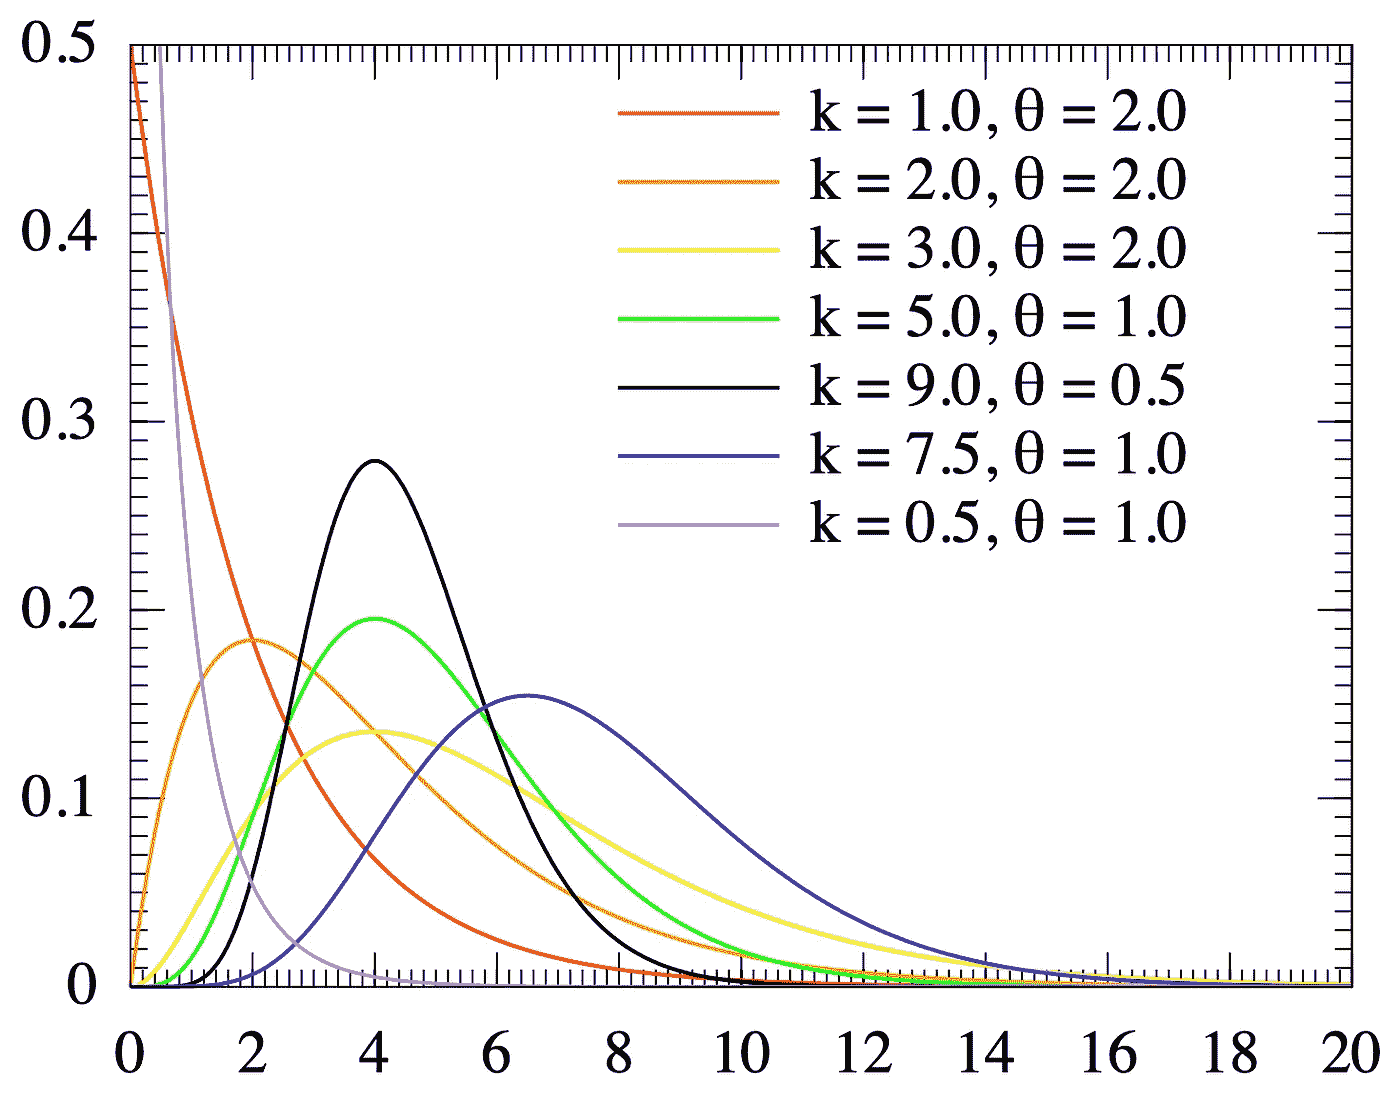 0.5
0.4
0.3
0.2
0.1
0
k = 1.0, θ = 2.0
k = 2.0, θ = 2.0
k = 3.0, θ = 2.0
k = 5.0, θ = 1.0
k = 9.0, θ = 0.5
k = 7.5, θ = 1.0
k = 0.5, θ = 1.0
0 2 4 6 8 10 12 14 16 18 20